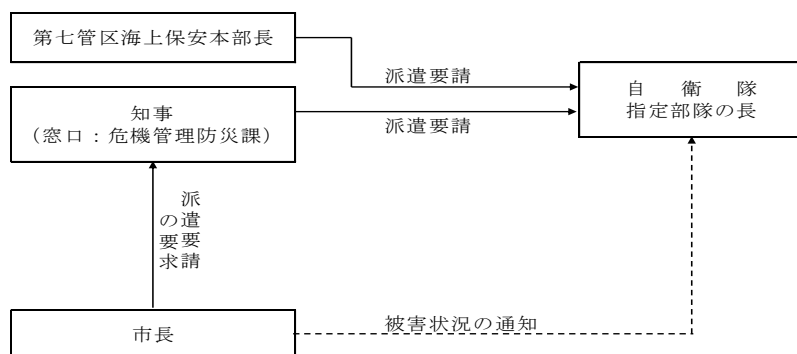 第七管区海上保安本部長
派遣要請
自　衛　隊
指定部隊の長
知事
（窓口：危機管理防災課）
派遣要請
派遣要請
の要求
市長
被害状況の通知